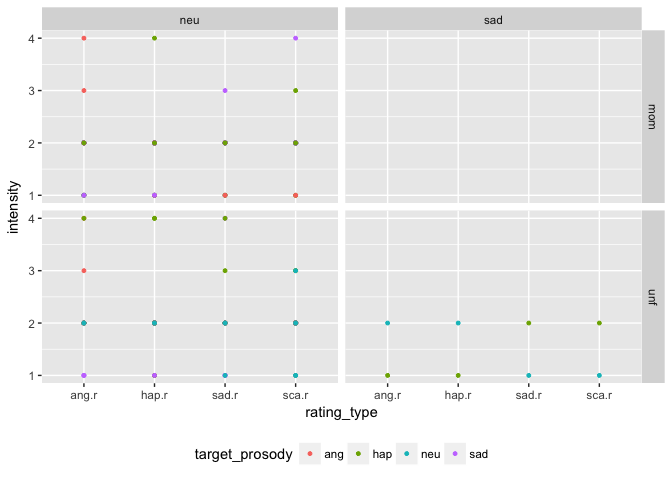 neu sad
4
3
2
1
mom
intensity
4
3
2
1
unf
ang.r hap.r sad.r sca.r ang.r hap.r sad.r sca.r
rating_type
target_prosody ang hap neu sad